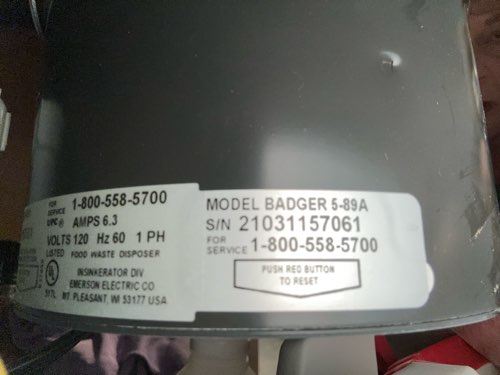 FOR SERVICE 1-800-558-5700
UPC® AMPS 6.3
VOLTS 120 Hz 60 1 PH
LISTED FOOD WASTE DISPOSER
UL
INSINKERATOR DIV
EMERSON ELECTRIC CO
MT. PLEASANT, WI 53177 USA
MODEL BADGER 5-89A
S/N 21031157061
FOR SERVICE 1-800-558-5700
PUSH RED BUTTON
TO RESET